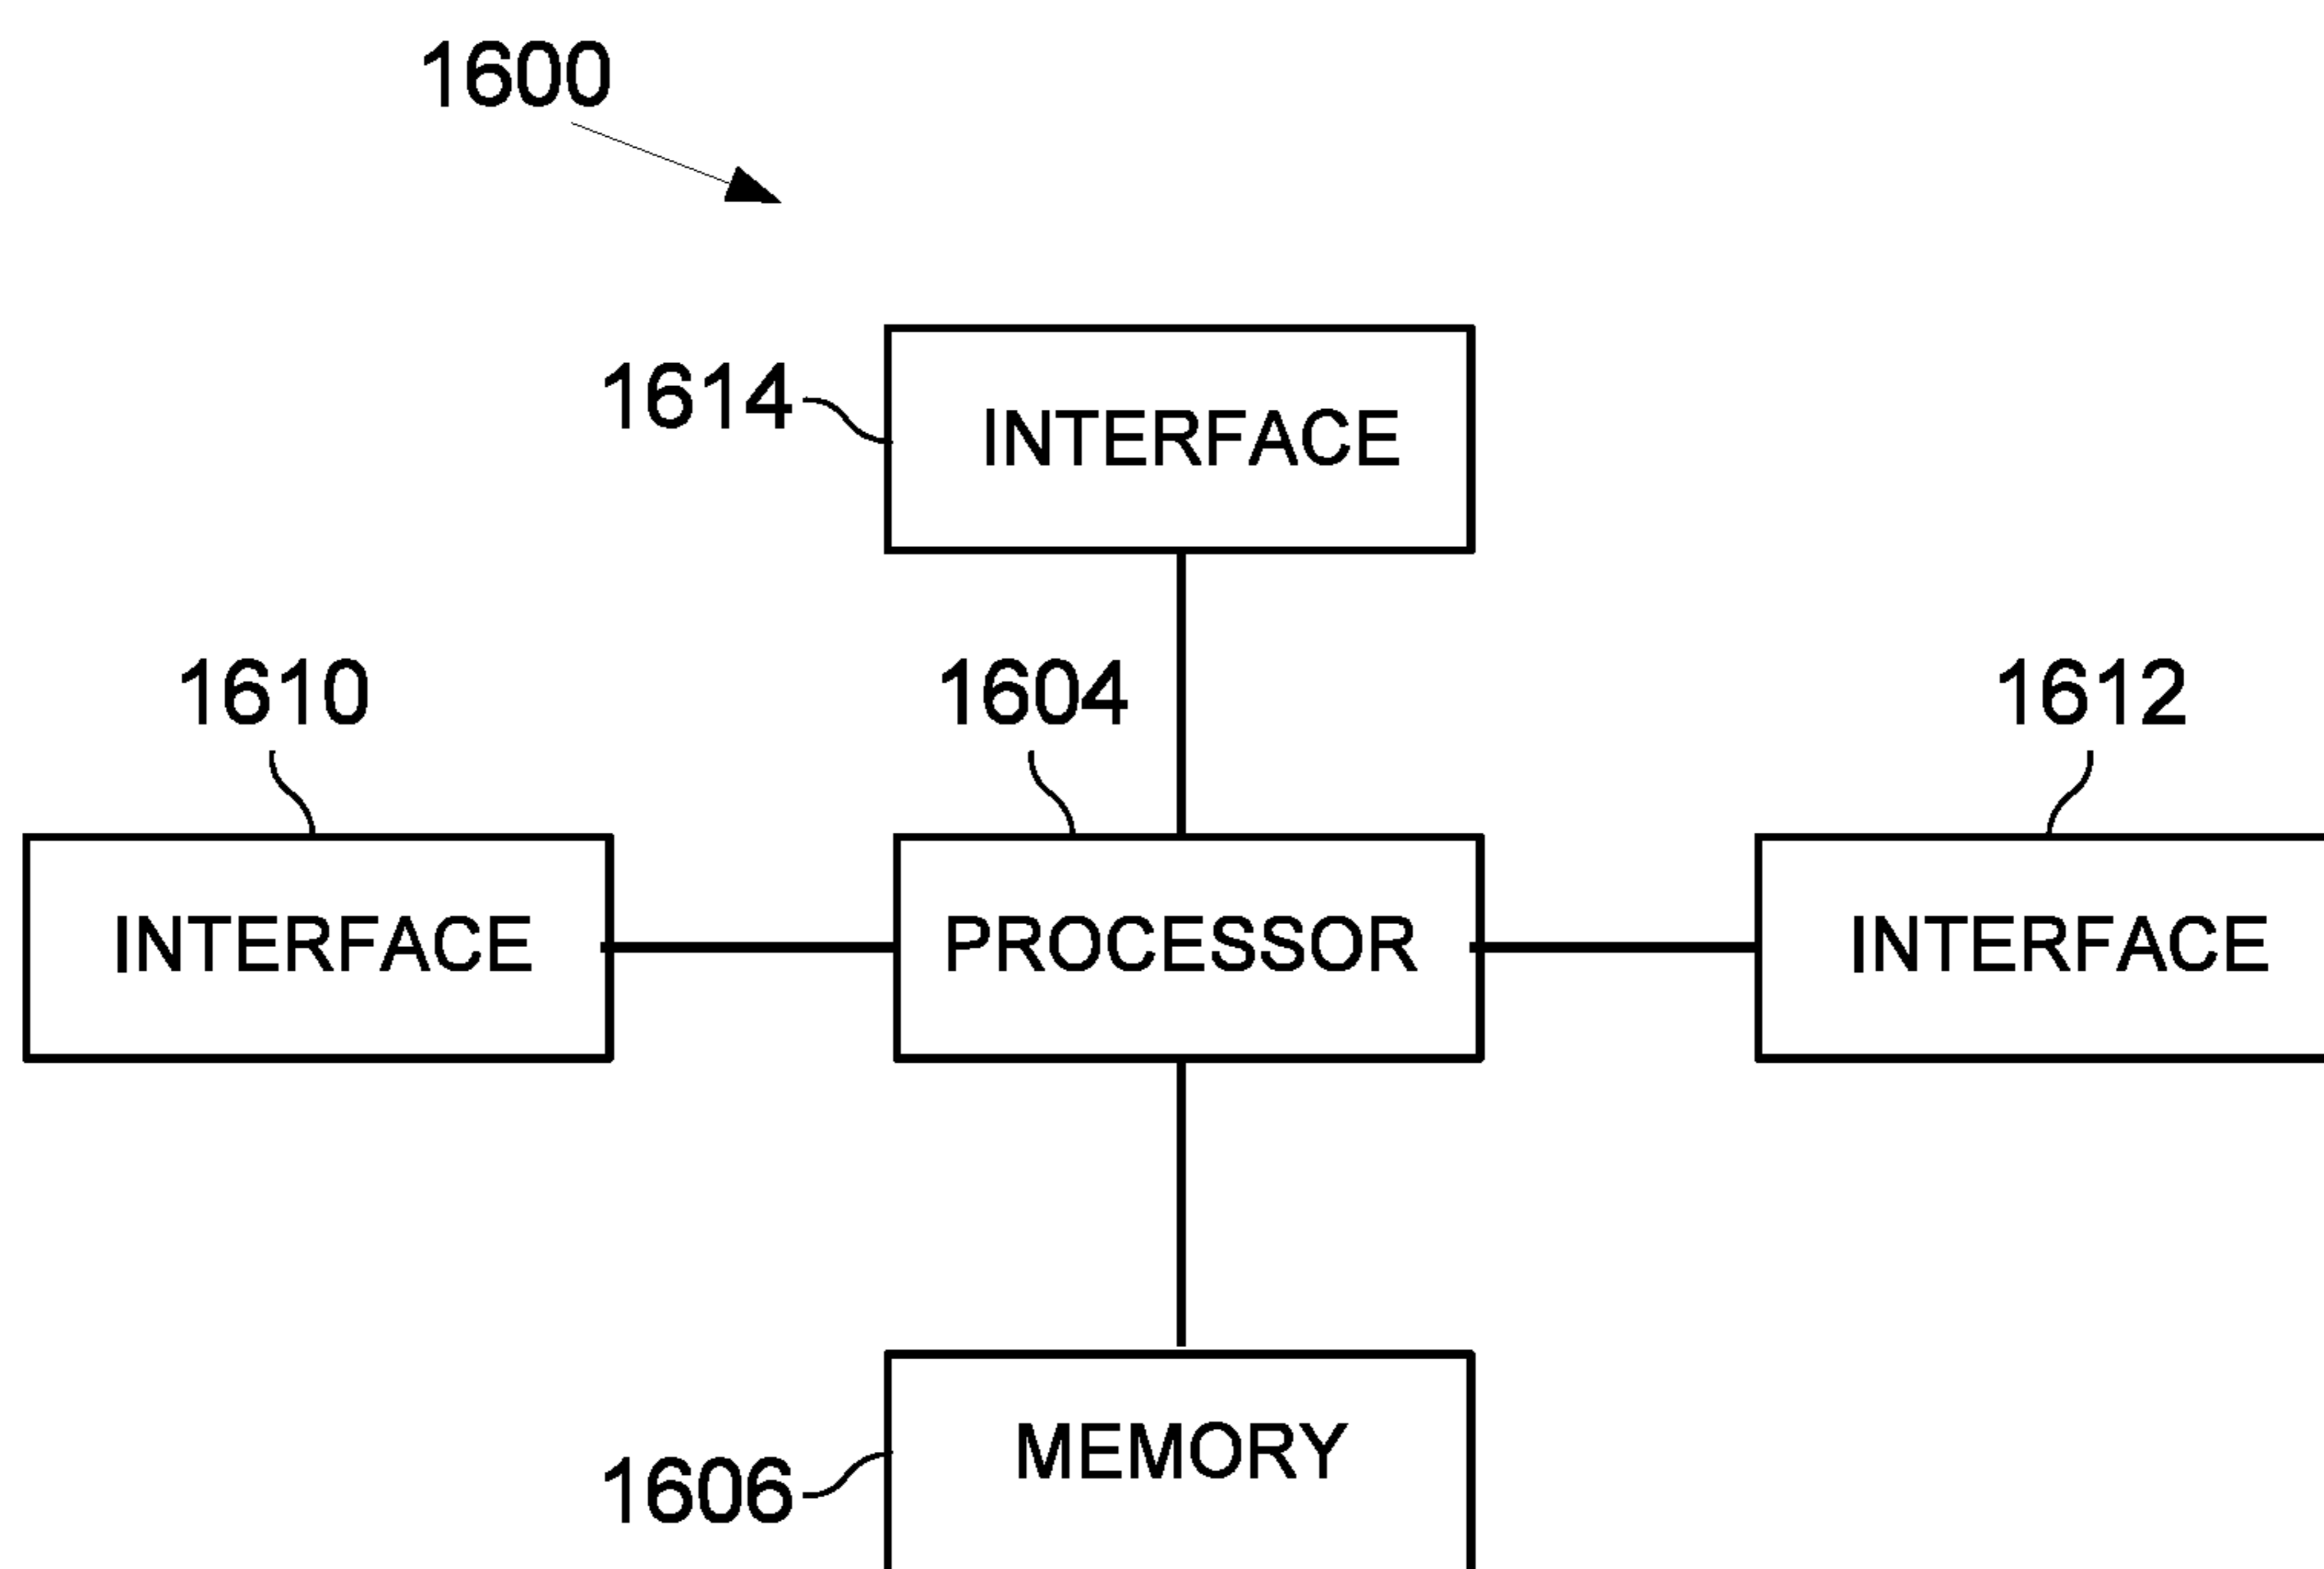 1600
1614
INTERFACE
1610
1604
1612
INTERFACE
PROCESSOR
INTERFACE
MEMORY
1606